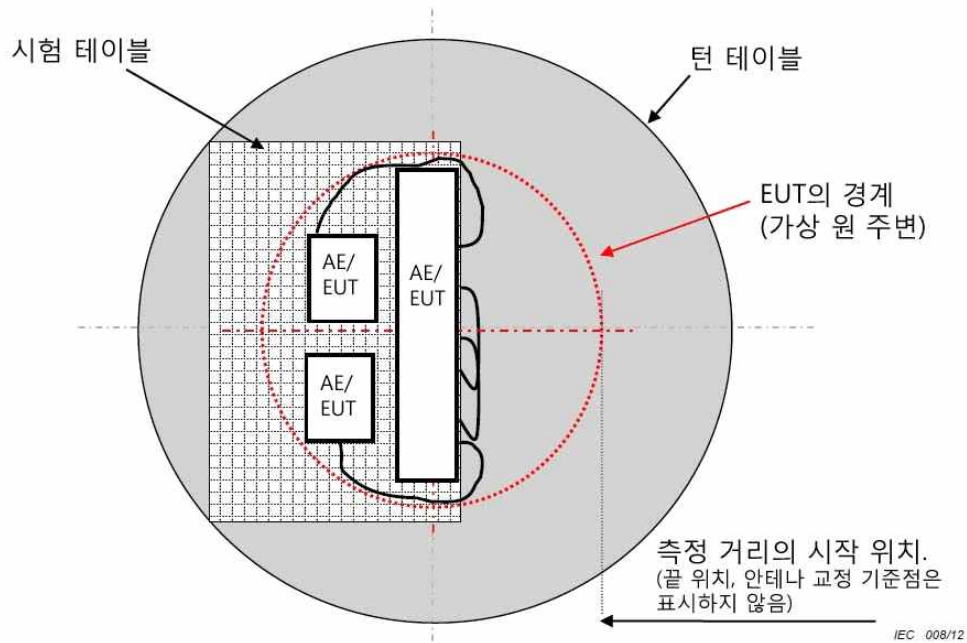 시험 테이블
턴 테이블
EUT의 경계
(가상 원 주변)
AE/
EUT
AE/
EUT
AE/
EUT
측정 거리의 시작 위치.
(끝 위치, 안테나 교정 기준점은
표시하지 않음)
IEC 008/12